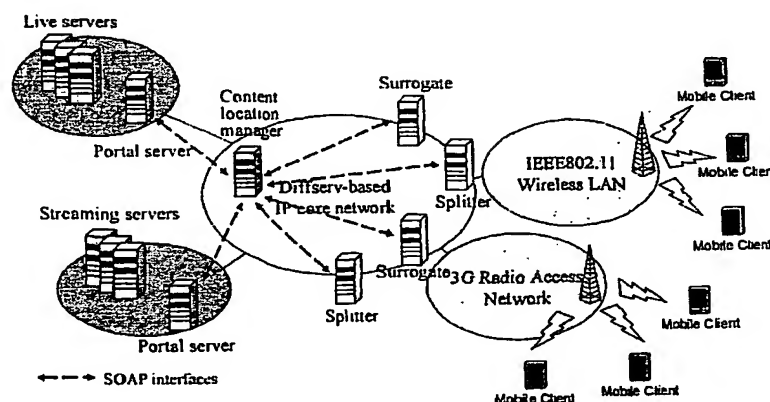 Live servers
Surrogate
Content
location
manager
Portal server
Mobile Client
IEEE802.11
Wireless LAN
Mobile Client
Diffserv-based
IP core network
Splitter
Streaming servers
Mobile Client
Surrogate
3G Radio Access
Network
Splitter
Mobile Client
Portal server
SOAP interfaces
Mobile Client
Mobile Client